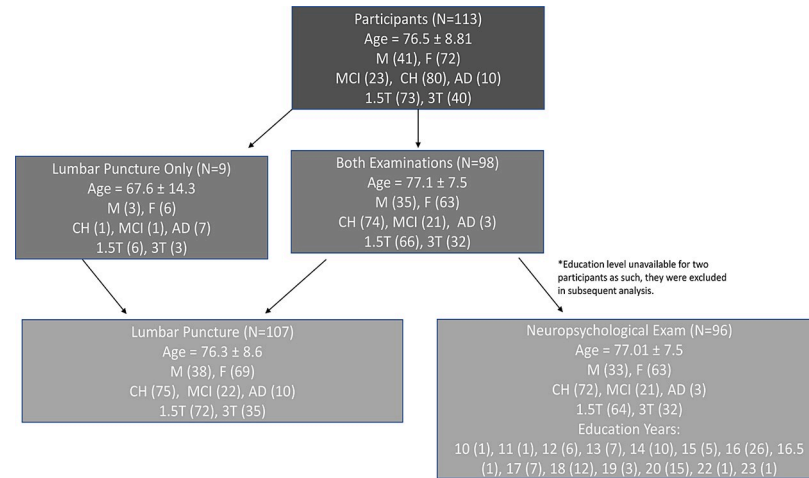 Participants (N=113)
Age = 76.5 ± 8.81
M (41), F (72)
MCI (23), CH (80), AD (10)
1.5T (73), 3T (40)
Lumbar Puncture Only (N=9)
Age = 67.6 ± 14.3
M (3), F (6)
CH (1), MCI (1), AD (7)
1.5T (6), 3T (3)
Both Examinations (N=98)
Age = 77.1 ± 7.5
M (35), F (63)
CH (74), MCI (21), AD (3)
1.5T (66), 3T (32)
*Education level unavailable for two
participants as such, they were excluded
in subsequent analysis.
Lumbar Puncture (N=107)
Age = 76.3 ± 8.6
M (38), F (69)
CH (75), MCI (22), AD (10)
1.5T (72), 3T (35)
Neuropsychological Exam (N=96)
Age = 77.01 ± 7.5
M (33), F (63)
CH (72), MCI (21), AD (3)
1.5T (64), 3T (32)
Education Years:
10 (1), 11 (1), 12 (6), 13 (7), 14 (10), 15 (5), 16 (26), 16.5
(1), 17 (7), 18 (12), 19 (3), 20 (15), 22 (1), 23 (1)